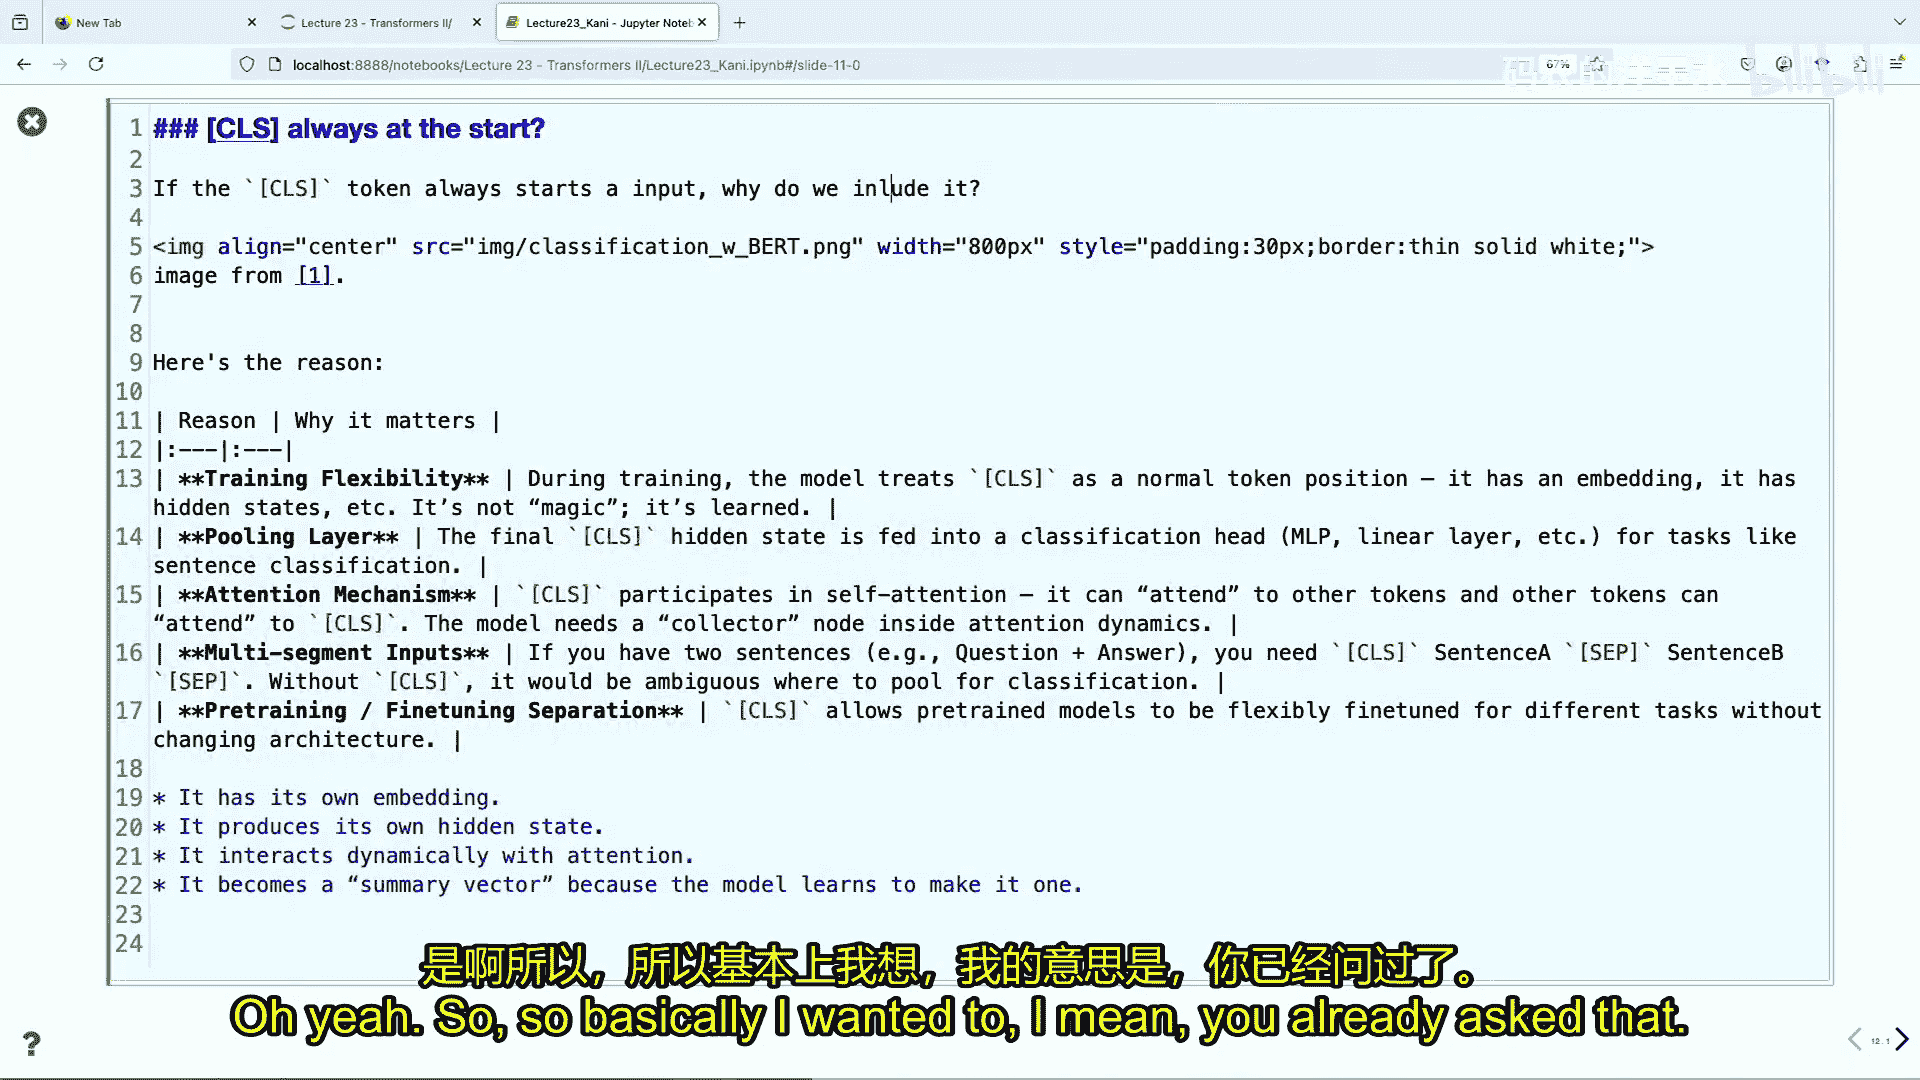 New Tab
Lecture 23 - Transformers II/
Lecture23_Kani - Jupyter Noteb
localhost:8888/notebooks/Lecture 23 - Transformers II/Lecture23_Kani.ipynb#/slide-11-0
67%
1 ### [CLS] always at the start?
2
3 If the `[CLS]` token always starts a input, why do we inlude it?
4
5 <img align="center" src="img/classification_w_BERT.png" width="800px" style="padding:30px;border:thin solid white;">
6 image from [1].
7
8
9 Here's the reason:
10
11 | Reason | Why it matters |
12 |:---|:---|
13 | **Training Flexibility** | During training, the model treats `[CLS]` as a normal token position — it has an embedding, it has
hidden states, etc. It’s not “magic”; it’s learned. |
14 | **Pooling Layer** | The final `[CLS]` hidden state is fed into a classification head (MLP, linear layer, etc.) for tasks like
sentence classification. |
15 | **Attention Mechanism** | `[CLS]` participates in self-attention — it can “attend” to other tokens and other tokens can
“attend” to `[CLS]`. The model needs a “collector” node inside attention dynamics. |
16 | **Multi-segment Inputs** | If you have two sentences (e.g., Question + Answer), you need `[CLS]` SentenceA `[SEP]` SentenceB
`[SEP]`. Without `[CLS]`, it would be ambiguous where to pool for classification. |
17 | **Pretraining / Finetuning Separation** | `[CLS]` allows pretrained models to be flexibly finetuned for different tasks without
changing architecture. |
18
19 * It has its own embedding.
20 * It produces its own hidden state.
21 * It interacts dynamically with attention.
22 * It becomes a “summary vector” because the model learns to make it one.
23
24
是啊所以，所以基本上我想，我的意思是，你已经问过了。
Oh yeah. So, so basically I wanted to, I mean, you already asked that.
?
12.1